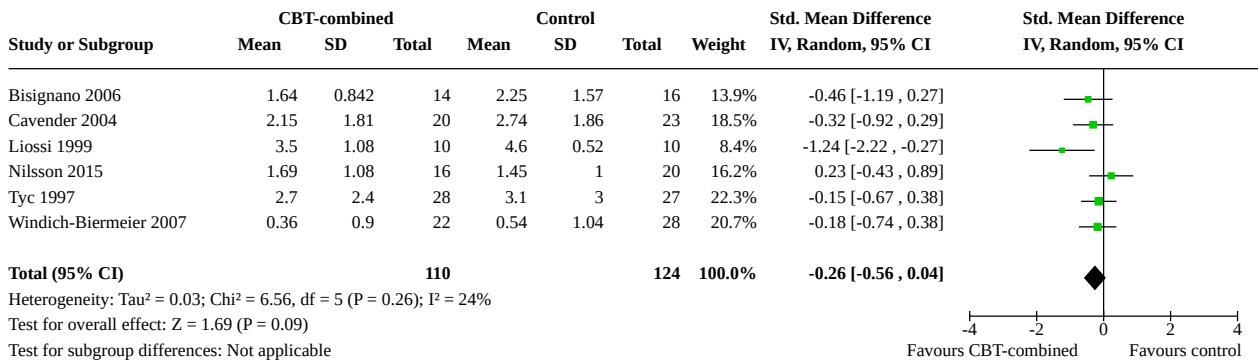 CBT-combined Control Std. Mean Difference Std. Mean Difference
Study or Subgroup Mean SD Total Mean SD Total Weight IV, Random, 95% CI IV, Random, 95% CI
Bisignano 2006 1.64 0.842 14 2.25 1.57 16 13.9% -0.46 [-1.19 , 0.27]
Cavender 2004 2.15 1.81 20 2.74 1.86 23 18.5% -0.32 [-0.92 , 0.29]
Liossi 1999 3.5 1.08 10 4.6 0.52 10 8.4% -1.24 [-2.22 , -0.27]
Nilsson 2015 1.69 1.08 16 1.45 1 20 16.2% 0.23 [-0.43 , 0.89]
Tyc 1997 2.7 2.4 28 3.1 3 27 22.3% -0.15 [-0.67 , 0.38]
Windich-Biermeier 2007 0.36 0.9 22 0.54 1.04 28 20.7% -0.18 [-0.74 , 0.38]
Total (95% CI) 110 124 100.0% -0.26 [-0.56 , 0.04]
Heterogeneity: Tau² = 0.03; Chi² = 6.56, df = 5 (P = 0.26); I² = 24%
Test for overall effect: Z = 1.69 (P = 0.09)
-4 -2 0 2 4
Test for subgroup differences: Not applicable Favours CBT-combined Favours control